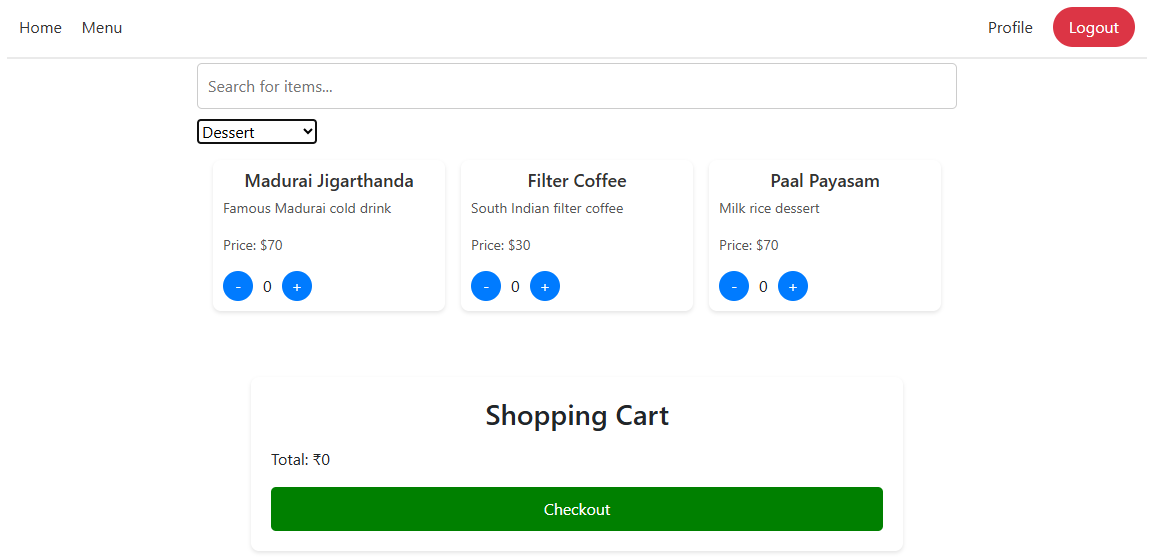 Home Menu Profile Logout
Search for items...
Dessert
Madurai Jigarthanda
Famous Madurai cold drink
Price: $70
- 0 +
Filter Coffee
South Indian filter coffee
Price: $30
- 0 +
Paal Payasam
Milk rice dessert
Price: $70
- 0 +
Shopping Cart
Total: ₹0
Checkout